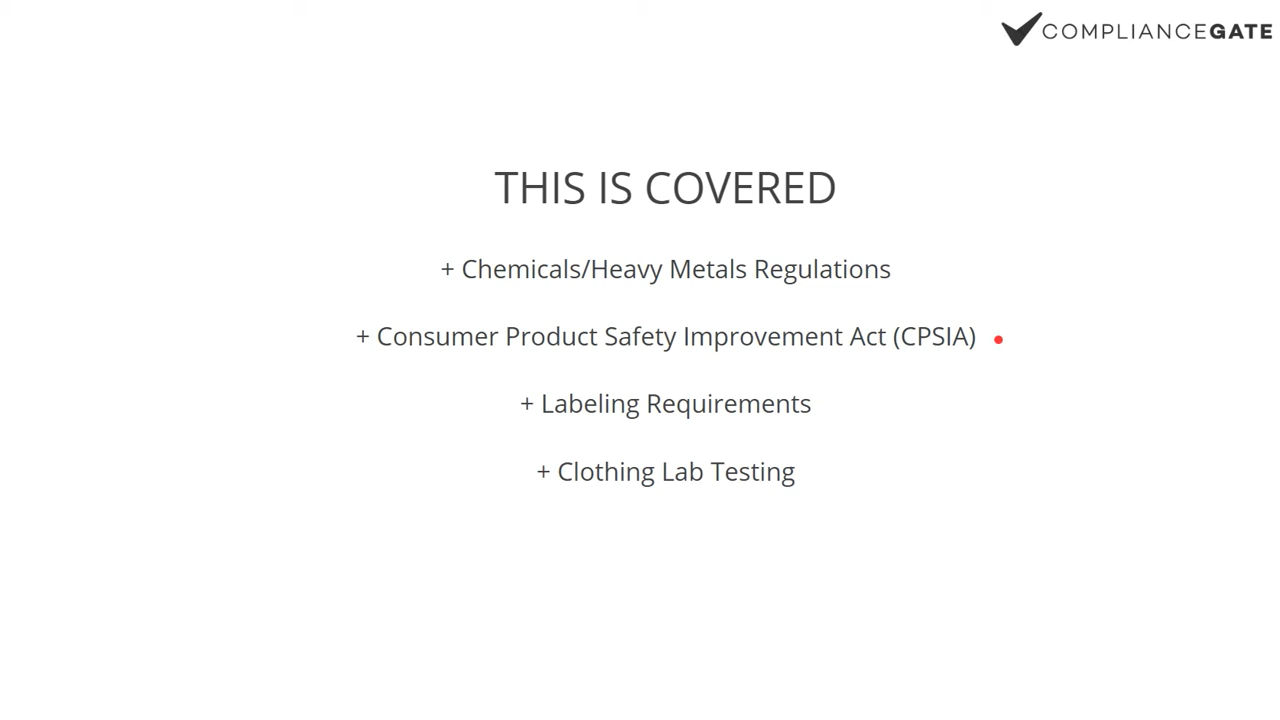 COMPLIANCEGATE
THIS IS COVERED
+ Chemicals/Heavy Metals Regulations
+ Consumer Product Safety Improvement Act (CPSIA)
+ Labeling Requirements
+ Clothing Lab Testing